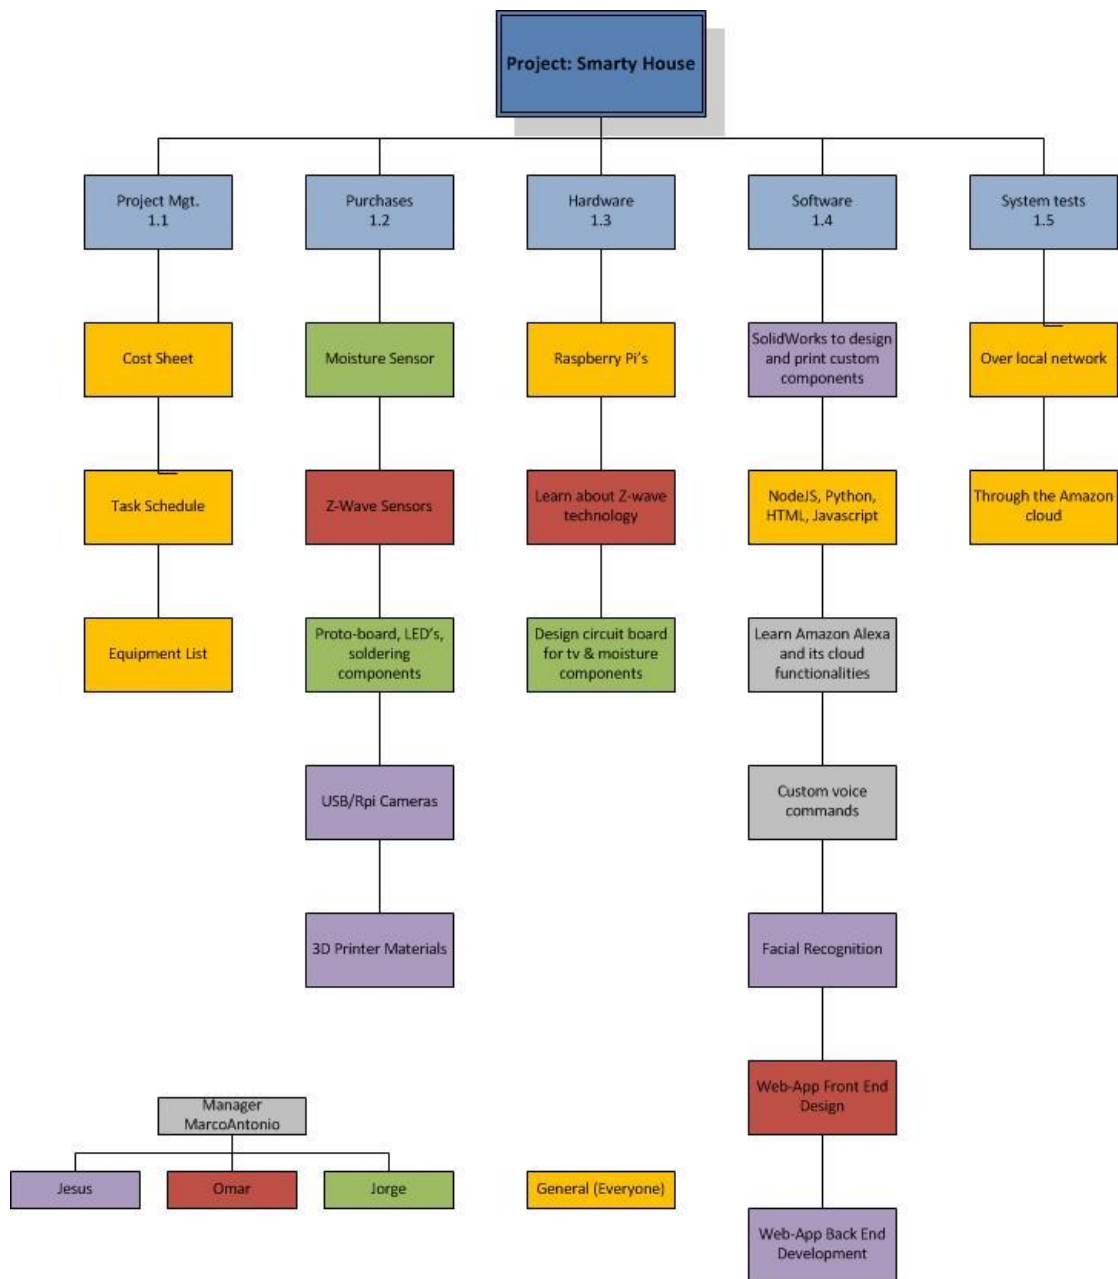 Project: Smarty House
Project Mgt.
1.1
Purchases
1.2
Hardware
1.3
Software
1.4
System tests
1.5
Cost Sheet
Moisture Sensor
Raspberry Pi's
SolidWorks to design
and print custom
components
Over local network
Task Schedule
Z-Wave Sensors
Learn about Z-wave
technology
NodeJS, Python,
HTML, Javascript
Through the Amazon
cloud
Equipment List
Proto-board, LED's,
soldering
components
Design circuit board
for tv & moisture
components
Learn Amazon Alexa
and its cloud
functionalities
USB/Rpi Cameras
Custom voice
commands
3D Printer Materials
Facial Recognition
Web-App Front End
Design
Manager
MarcoAntonio
Jesus
Omar
Jorge
General (Everyone)
Web-App Back End
Development